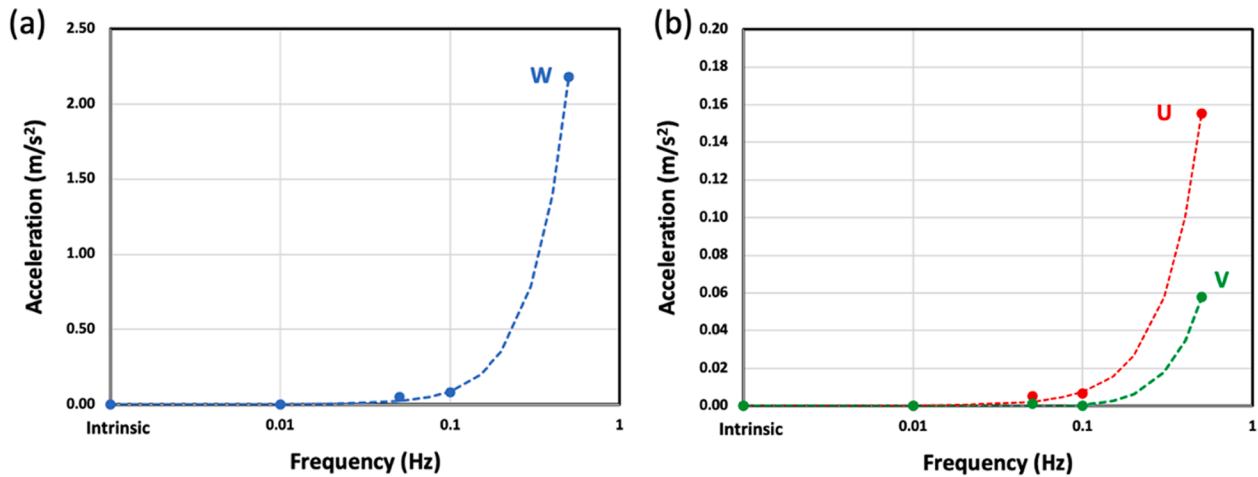 (a)
2.50
2.00
1.50
1.00
0.50
0.00
Acceleration (m/s²)
W
Intrinsic 0.01 0.1 1
Frequency (Hz)
(b)
0.20
0.18
0.16
0.14
0.12
0.10
0.08
0.06
0.04
0.02
0.00
Acceleration (m/s²)
U
V
Intrinsic 0.01 0.1 1
Frequency (Hz)